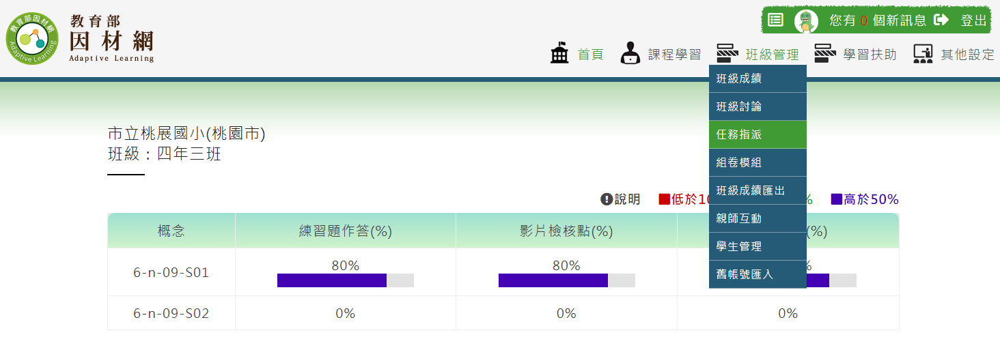 教育部因材網
Adaptive Learning
教育部
因材網
Adaptive Learning
您有 0 個新訊息 登出
首頁 課程學習 班級管理 學習扶助 其他設定
班級成績
班級討論
任務指派
組卷模組
班級成績匯出
親師互動
學生管理
舊帳號匯入
市立桃展國小(桃園市)
班級：四年三班
說明 低於10 % 高於50%
概念 練習題作答(%) 影片檢核點(%) (%)
6-n-09-S01 80% 80% %
6-n-09-S02 0% 0% 0%